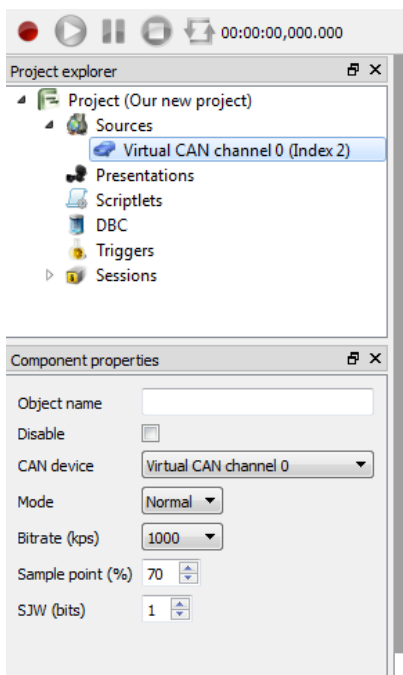 00:00:00,000.000
Project explorer
Project (Our new project)
Sources
Virtual CAN channel 0 (Index 2)
Presentations
Scriptlets
DBC
Triggers
Sessions
Component properties
Object name
Disable
CAN device Virtual CAN channel 0
Mode Normal
Bitrate (kps) 1000
Sample point (%) 70
SJW (bits) 1